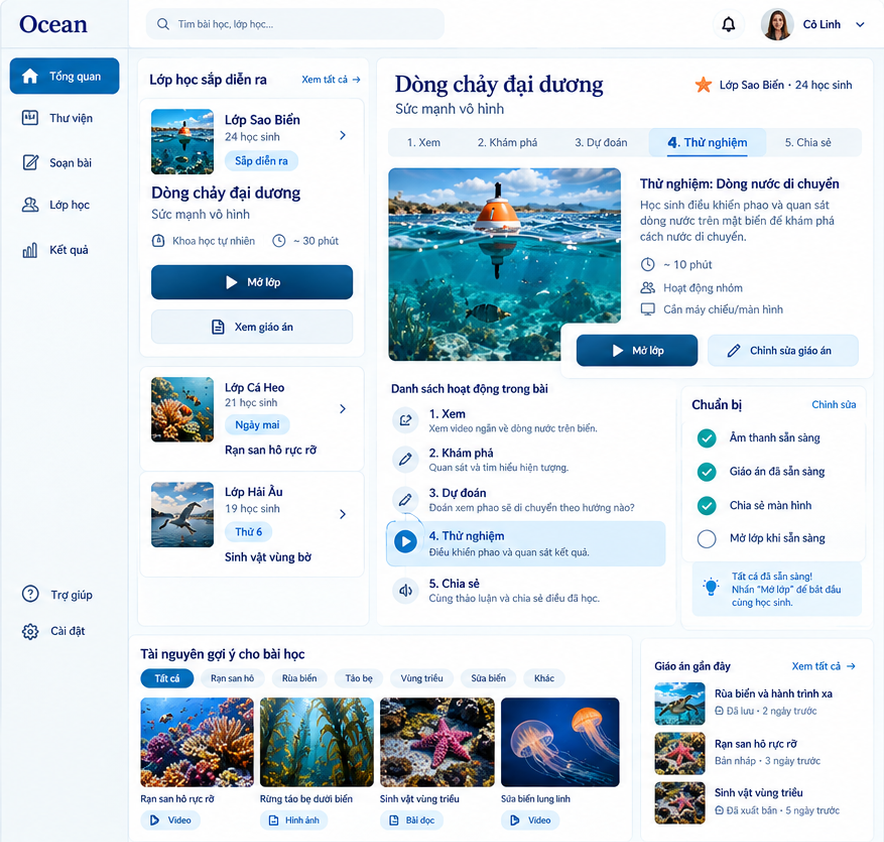 Ocean
Tìm bài học, lớp học...
Cô Linh
Tổng quan
Thư viện
Soạn bài
Lớp học
Kết quả
Trợ giúp
Cài đặt
Lớp học sắp diễn ra
Xem tất cả →
Lớp Sao Biển
24 học sinh
Sắp diễn ra
Dòng chảy đại dương
Sức mạnh vô hình
Khoa học tự nhiên
~ 30 phút
Mở lớp
Xem giáo án
Lớp Cá Heo
21 học sinh
Ngày mai
Rạn san hô rực rỡ
Lớp Hải Âu
19 học sinh
Thứ 6
Sinh vật vùng bờ
Dòng chảy đại dương
Sức mạnh vô hình
Lớp Sao Biển • 24 học sinh
1. Xem
2. Khám phá
3. Dự đoán
4. Thử nghiệm
5. Chia sẻ
Thử nghiệm: Dòng nước di chuyển
Học sinh điều khiển phao và quan sát
dòng nước trên mặt biển để khám phá
cách nước di chuyển.
~ 10 phút
Hoạt động nhóm
Cần máy chiếu/màn hình
Mở lớp
Chỉnh sửa giáo án
Danh sách hoạt động trong bài
1. Xem
Xem video ngắn về dòng nước trên biển.
2. Khám phá
Quan sát và tìm hiểu hiện tượng.
3. Dự đoán
Đoán xem phao sẽ di chuyển theo hướng nào?
4. Thử nghiệm
Điều khiển phao và quan sát kết quả.
5. Chia sẻ
Cùng thảo luận và chia sẻ điều đã học.
Chuẩn bị
Chỉnh sửa
Âm thanh sẵn sàng
Giáo án đã sẵn sàng
Chia sẻ màn hình
Mở lớp khi sẵn sàng
Tất cả đã sẵn sàng!
Nhấn "Mở lớp" để bắt đầu
cùng học sinh.
Tài nguyên gợi ý cho bài học
Tất cả
Rạn san hô
Rùa biển
Tảo bẹ
Vùng triều
Sứa biển
Khác
Rạn san hô rực rỡ
Video
Rừng tảo bẹ dưới biển
Hình ảnh
Sinh vật vùng triều
Bài đọc
Sứa biển lung linh
Video
Giáo án gần đây
Xem tất cả →
Rùa biển và hành trình xa
Đã lưu • 2 ngày trước
Rạn san hô rực rỡ
Bản nháp • 3 ngày trước
Sinh vật vùng triều
Đã xuất bản • 5 ngày trước